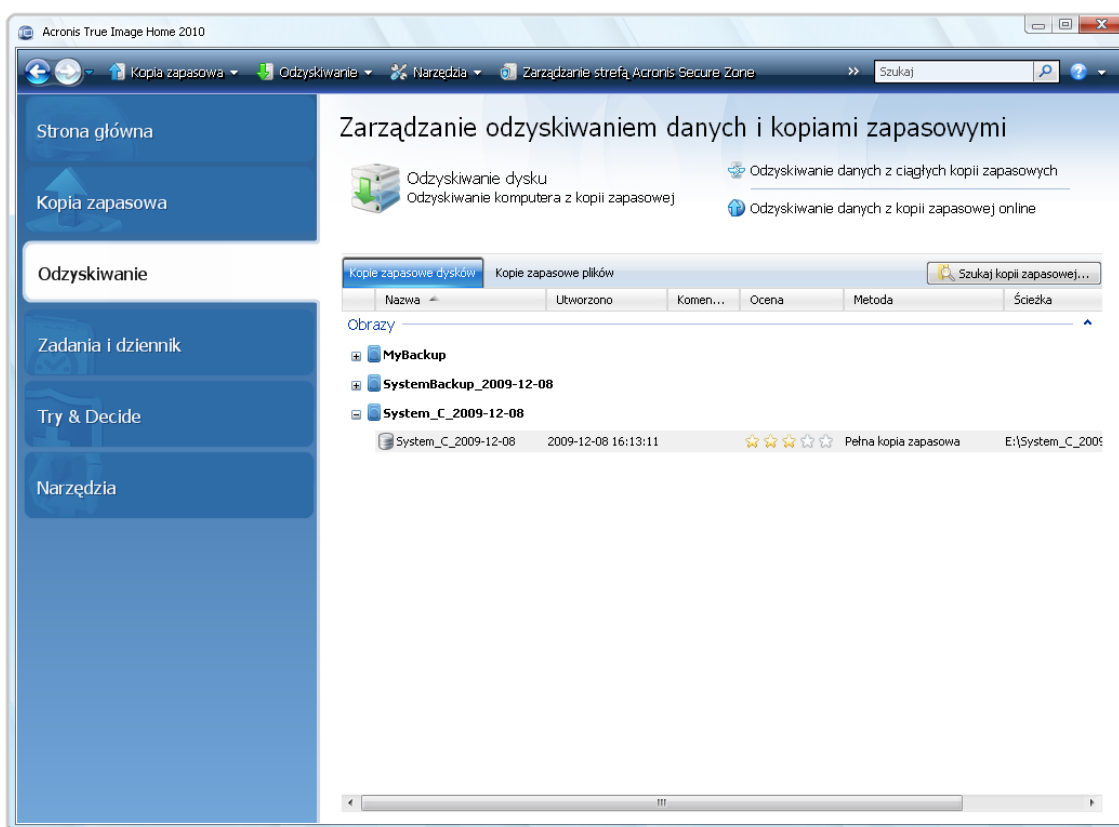 Acronis True Image Home 2010
Kopia zapasowa Odzyskiwanie Narzędzia Zarządzanie strefą Acronis Secure Zone » Szukaj
Strona główna
Kopia zapasowa
Odzyskiwanie
Zadania i dziennik
Try & Decide
Narzędzia
Zarządzanie odzyskiwaniem danych i kopiami zapasowymi
Odzyskiwanie dysku
Odzyskiwanie komputera z kopii zapasowej
Odzyskiwanie danych z ciągłych kopii zapasowych
Odzyskiwanie danych z kopii zapasowej online
Kopie zapasowe dysków Kopie zapasowe plików Szukaj kopii zapasowej...
Nazwa Utworzono Komen... Ocena Metoda Ścieżka
Obrazy
MyBackup
SystemBackup_2009-12-08
System_C_2009-12-08
System_C_2009-12-08 2009-12-08 16:13:11 Pełna kopia zapasowa E:\System_C_2009